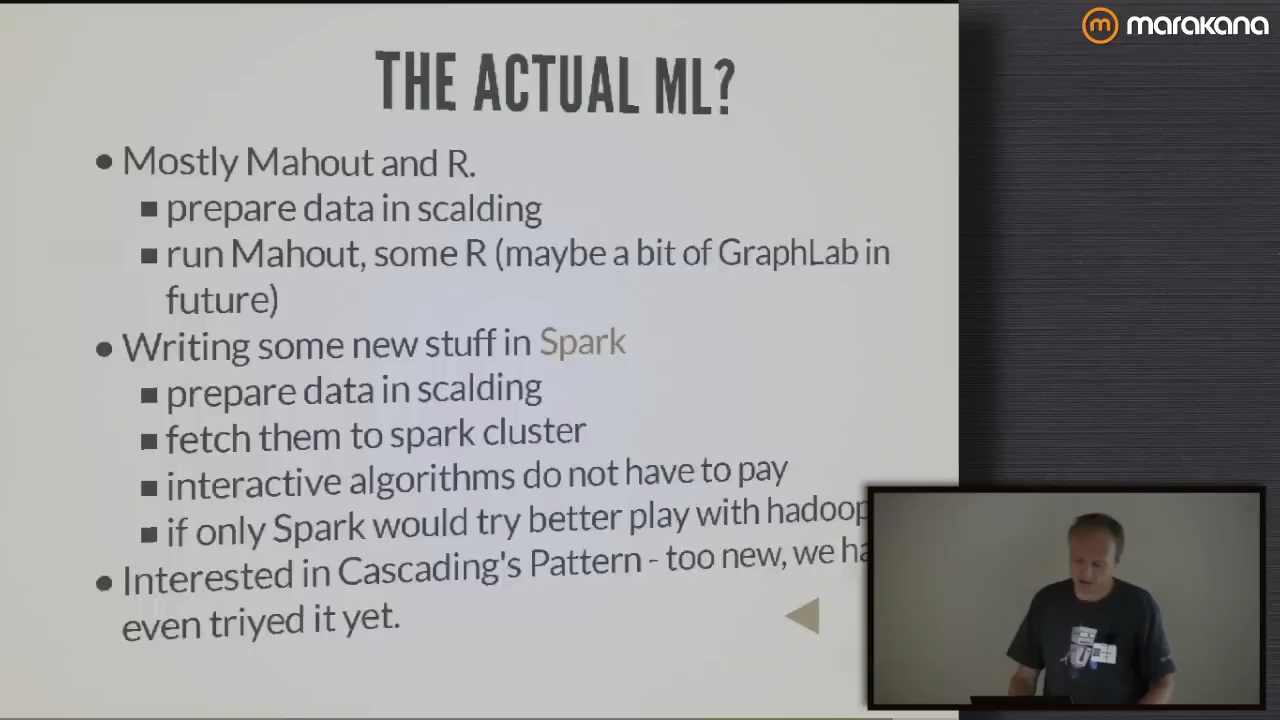 marakana
THE ACTUAL ML?
Mostly Mahout and R.
prepare data in scalding
run Mahout, some R (maybe a bit of GraphLab in
future)
Writing some new stuff in Spark
prepare data in scalding
fetch them to spark cluster
interactive algorithms do not have to pay
if only Spark would try better play with hadoop
Interested in Cascading's Pattern - too new, we ha
even triyed it yet.